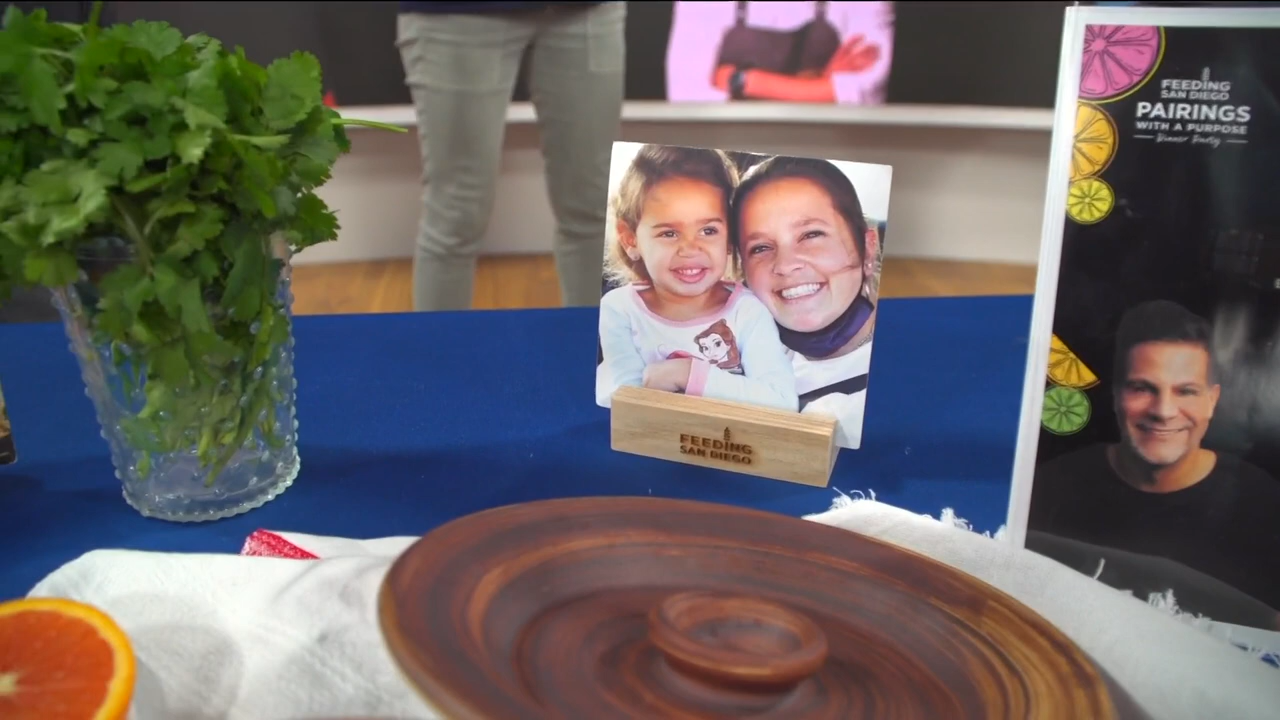 FEEDING
SAN DIEGO
PAIRINGS
WITH A PURPOSE
Dinner Party
FEEDING
SAN DIEGO